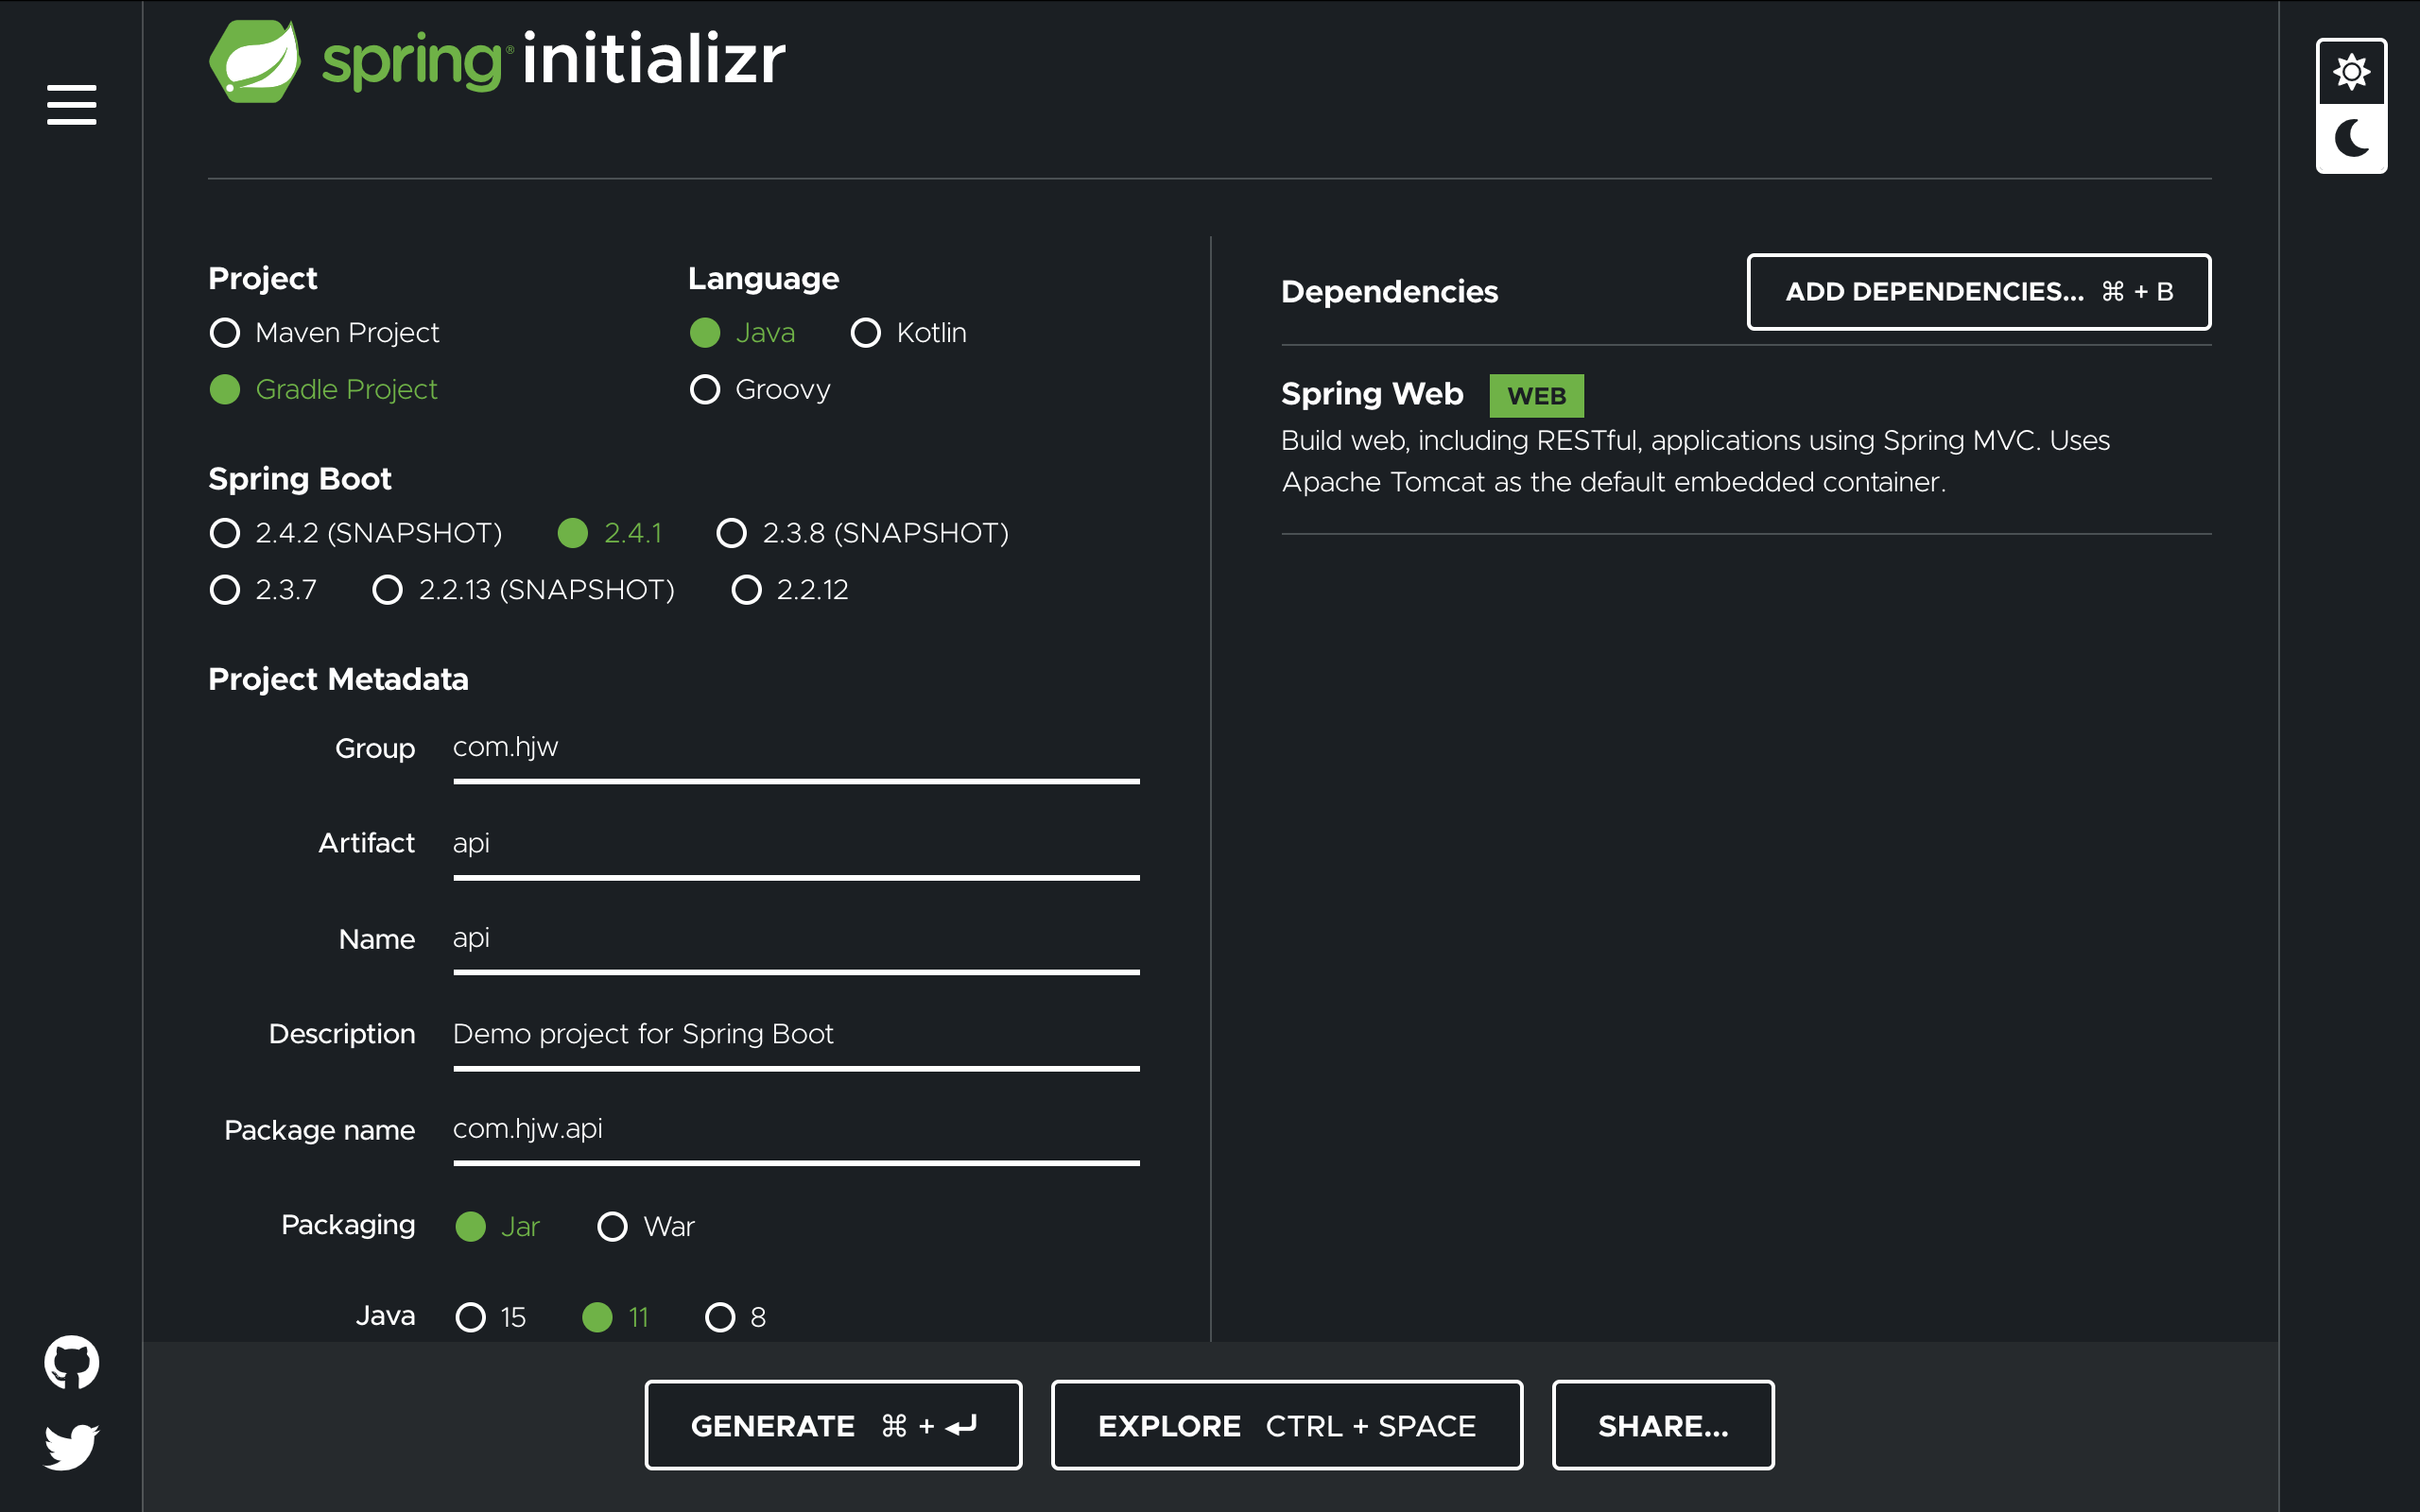 spring initializr
Project
Maven Project
Gradle Project
Language
Java Kotlin
Groovy
Spring Boot
2.4.2 (SNAPSHOT) 2.4.1 2.3.8 (SNAPSHOT)
2.3.7 2.2.13 (SNAPSHOT) 2.2.12
Project Metadata
Group com.hjw
Artifact api
Name api
Description Demo project for Spring Boot
Package name com.hjw.api
Packaging Jar War
Java 15 11 8
Dependencies
ADD DEPENDENCIES... ⌘ + B
Spring Web WEB
Build web, including RESTful, applications using Spring MVC. Uses
Apache Tomcat as the default embedded container.
GENERATE ⌘ + ⏎
EXPLORE CTRL + SPACE
SHARE...